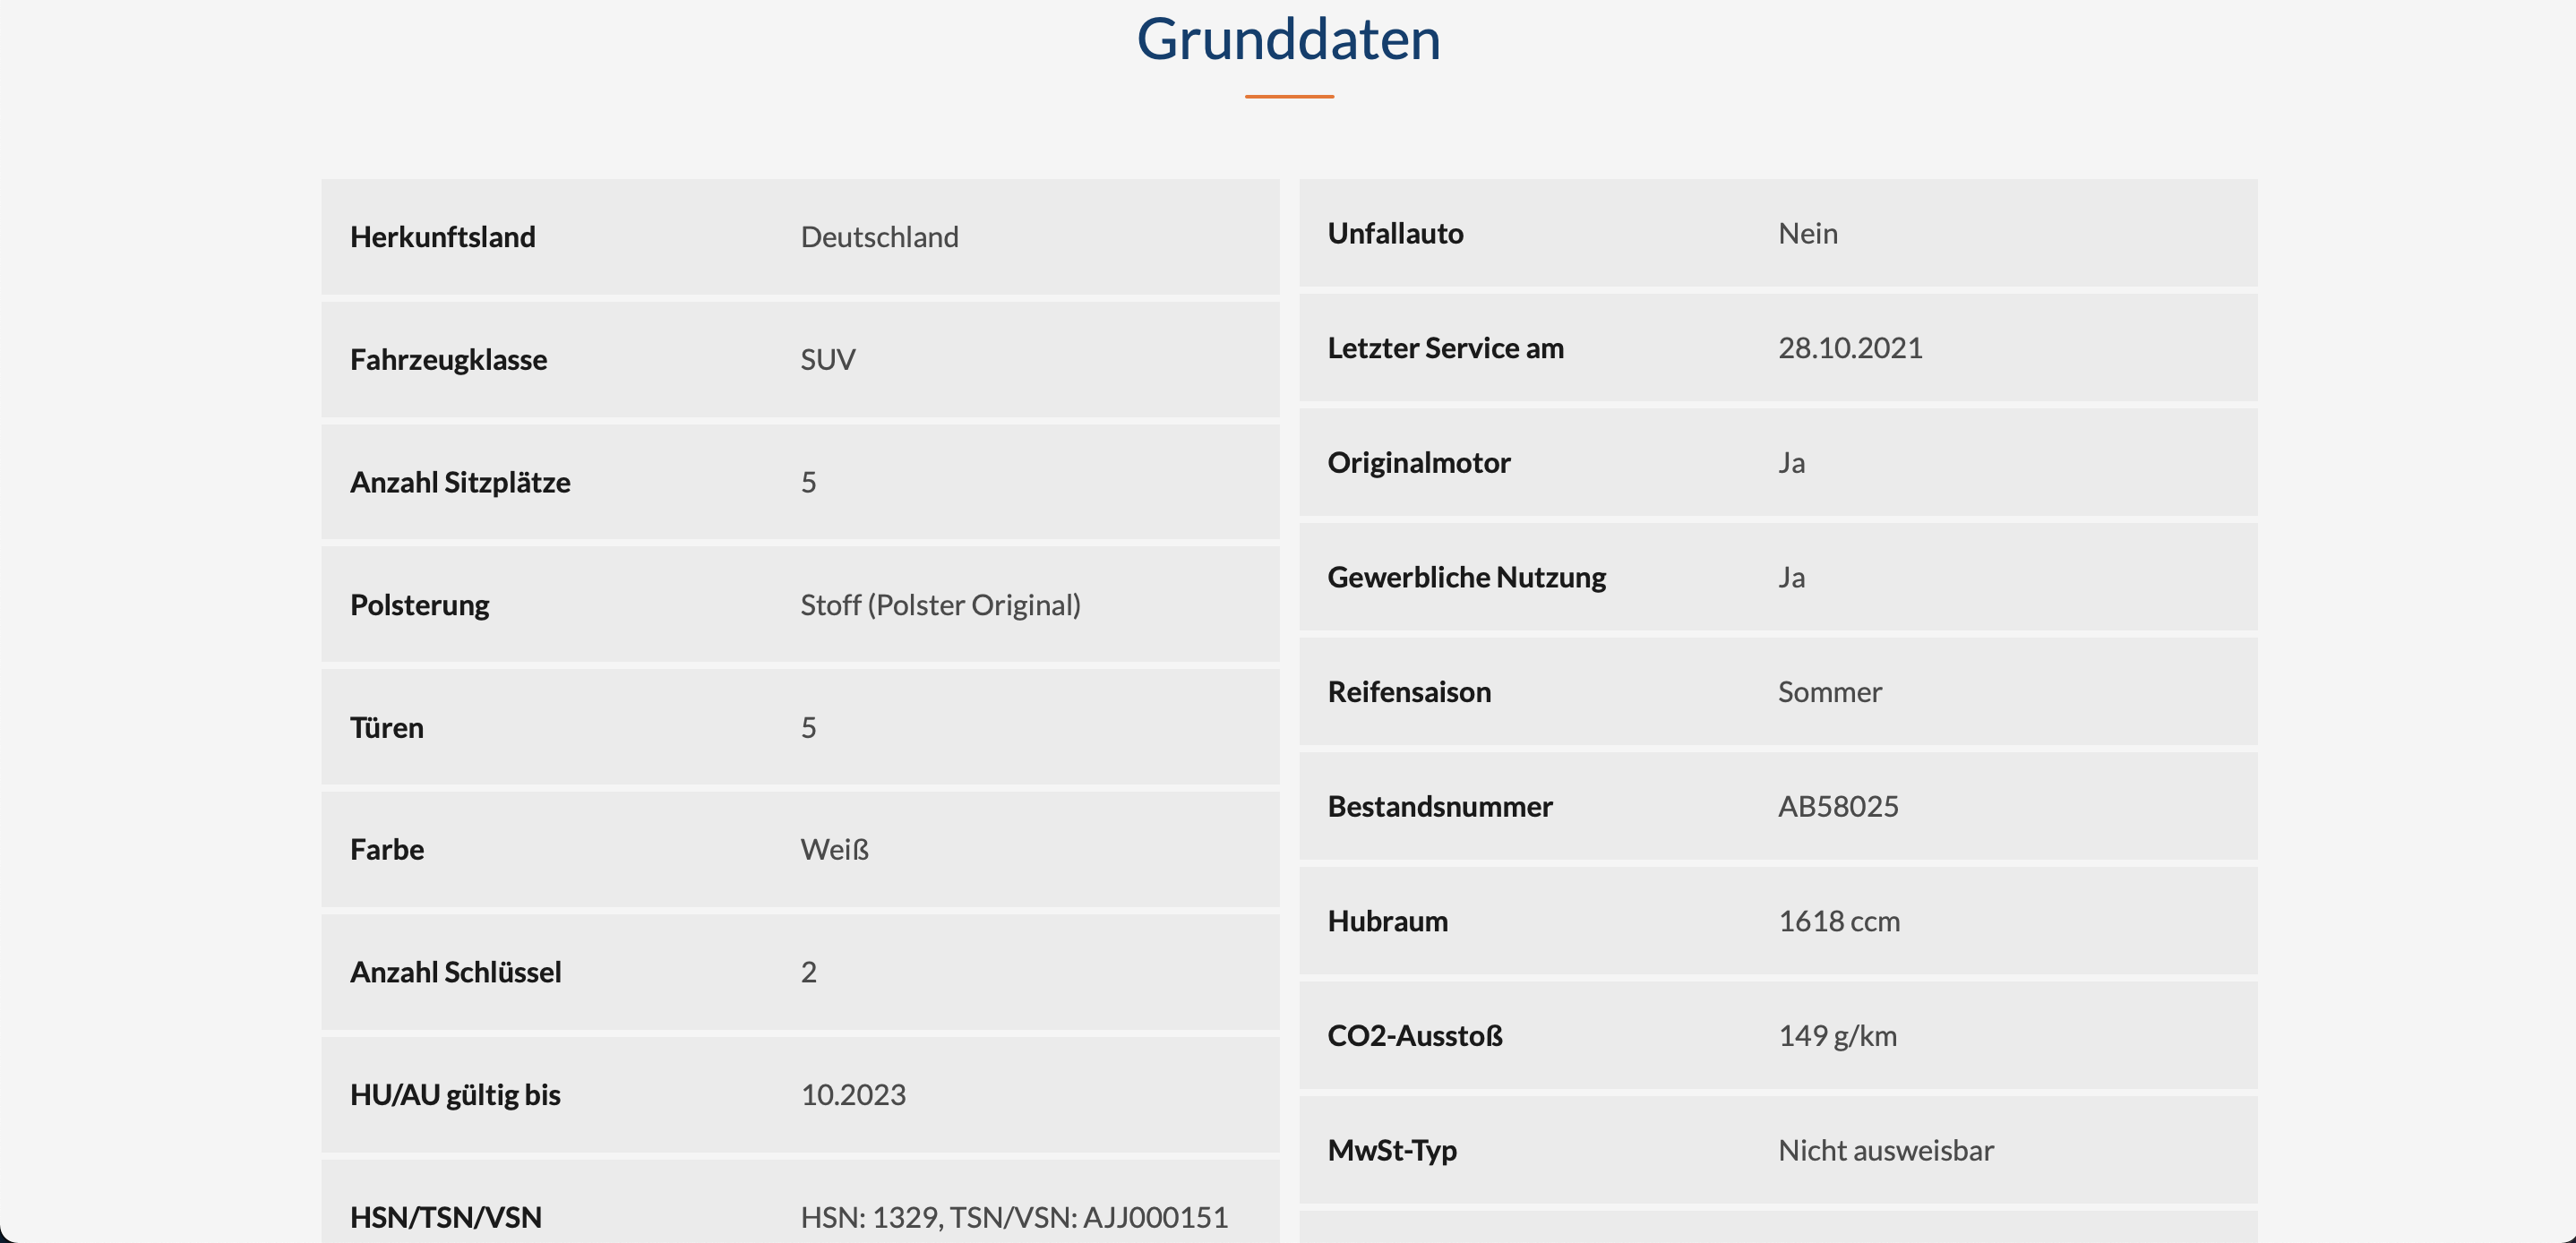 Grunddaten
Herkunftsland Deutschland
Fahrzeugklasse SUV
Anzahl Sitzplätze 5
Polsterung Stoff (Polster Original)
Türen 5
Farbe Weiß
Anzahl Schlüssel 2
HU/AU gültig bis 10.2023
HSN/TSN/VSN HSN: 1329, TSN/VSN: AJJ000151
Unfallauto Nein
Letzter Service am 28.10.2021
Originalmotor Ja
Gewerbliche Nutzung Ja
Reifensaison Sommer
Bestandsnummer AB58025
Hubraum 1618 ccm
CO2-Ausstoß 149 g/km
MwSt-Typ Nicht ausweisbar